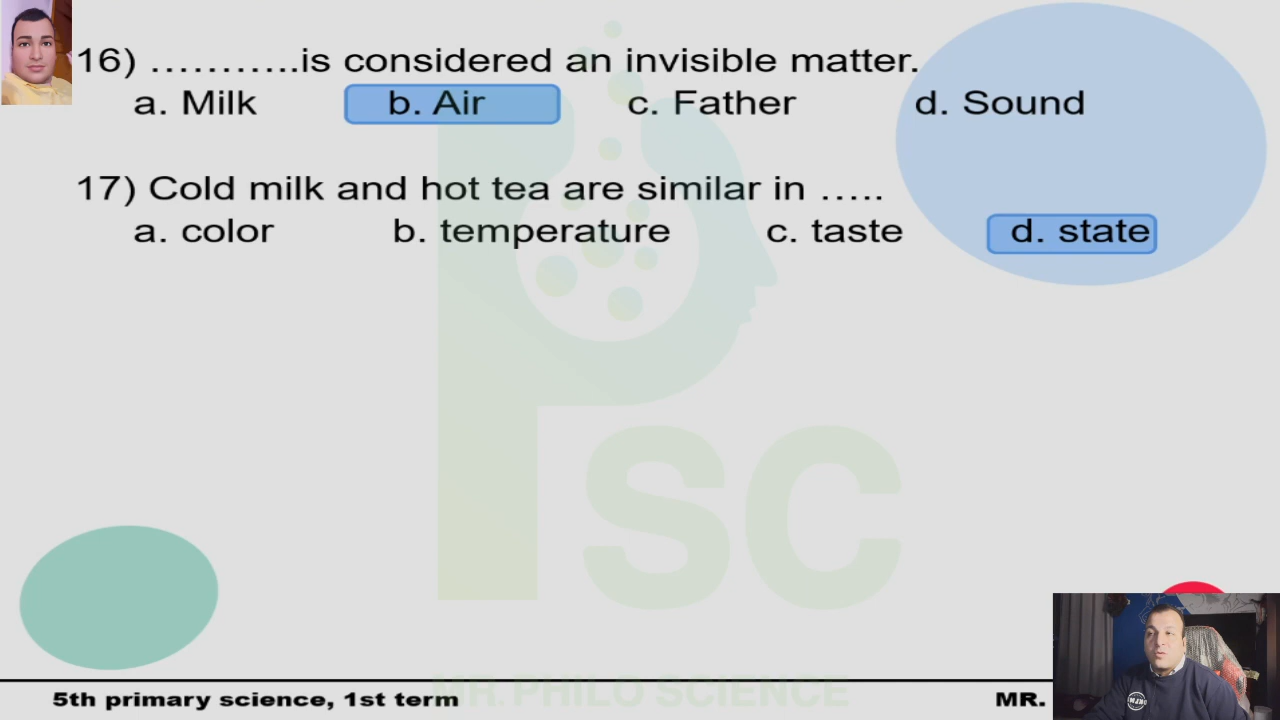 16) ………..is considered an invisible matter.
a. Milk b. Air c. Father d. Sound
17) Cold milk and hot tea are similar in …..
a. color b. temperature c. taste d. state
Psc
MR. PHILO SCIENCE
5th primary science, 1st term MR.